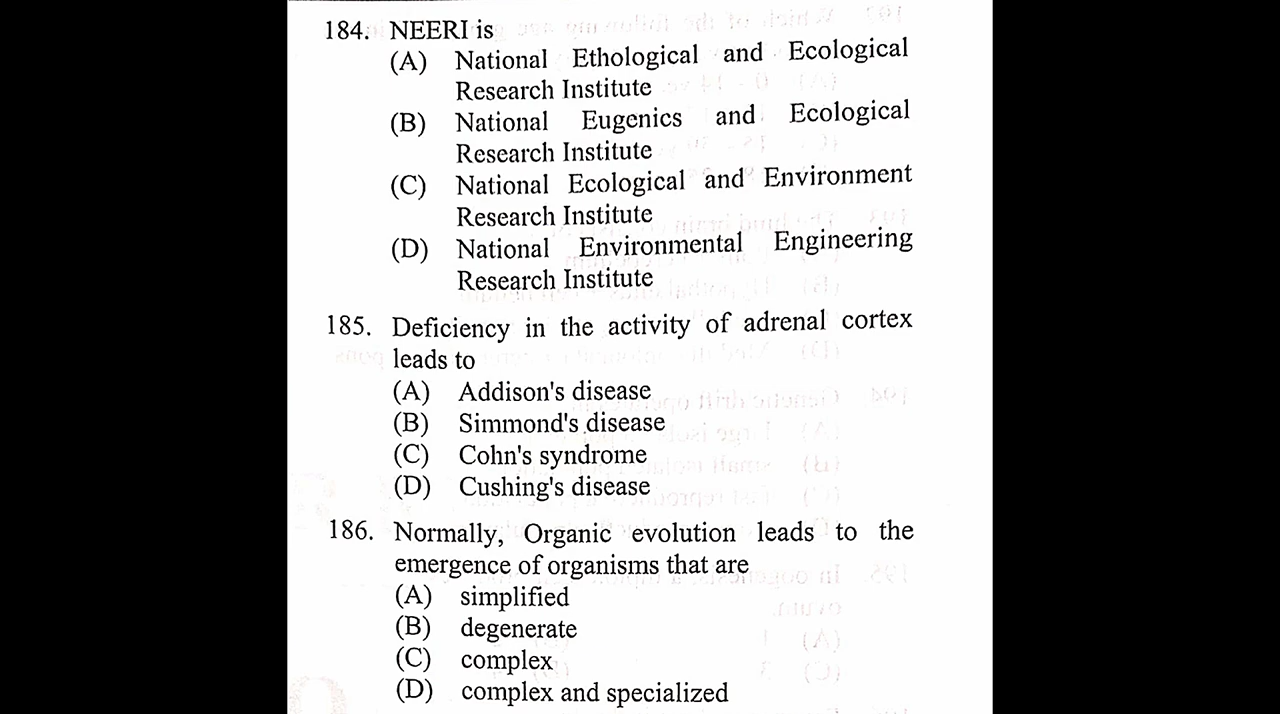 184. NEERI is
(A) National Ethological and Ecological
Research Institute
(B) National Eugenics and Ecological
Research Institute
(C) National Ecological and Environment
Research Institute
(D) National Environmental Engineering
Research Institute
185. Deficiency in the activity of adrenal cortex
leads to
(A) Addison's disease
(B) Simmond's disease
(C) Cohn's syndrome
(D) Cushing's disease
186. Normally, Organic evolution leads to the
emergence of organisms that are
(A) simplified
(B) degenerate
(C) complex
(D) complex and specialized